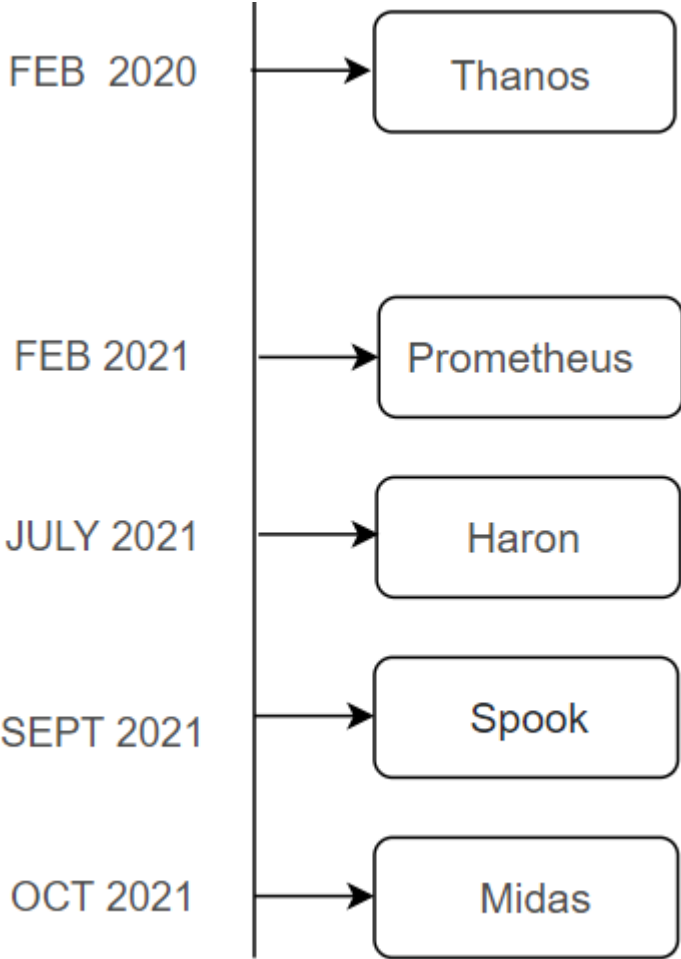 FEB  2020
Thanos
FEB 2021
Prometheus
JULY 2021
Haron
SEPT 2021
Spook
OCT 2021
Midas